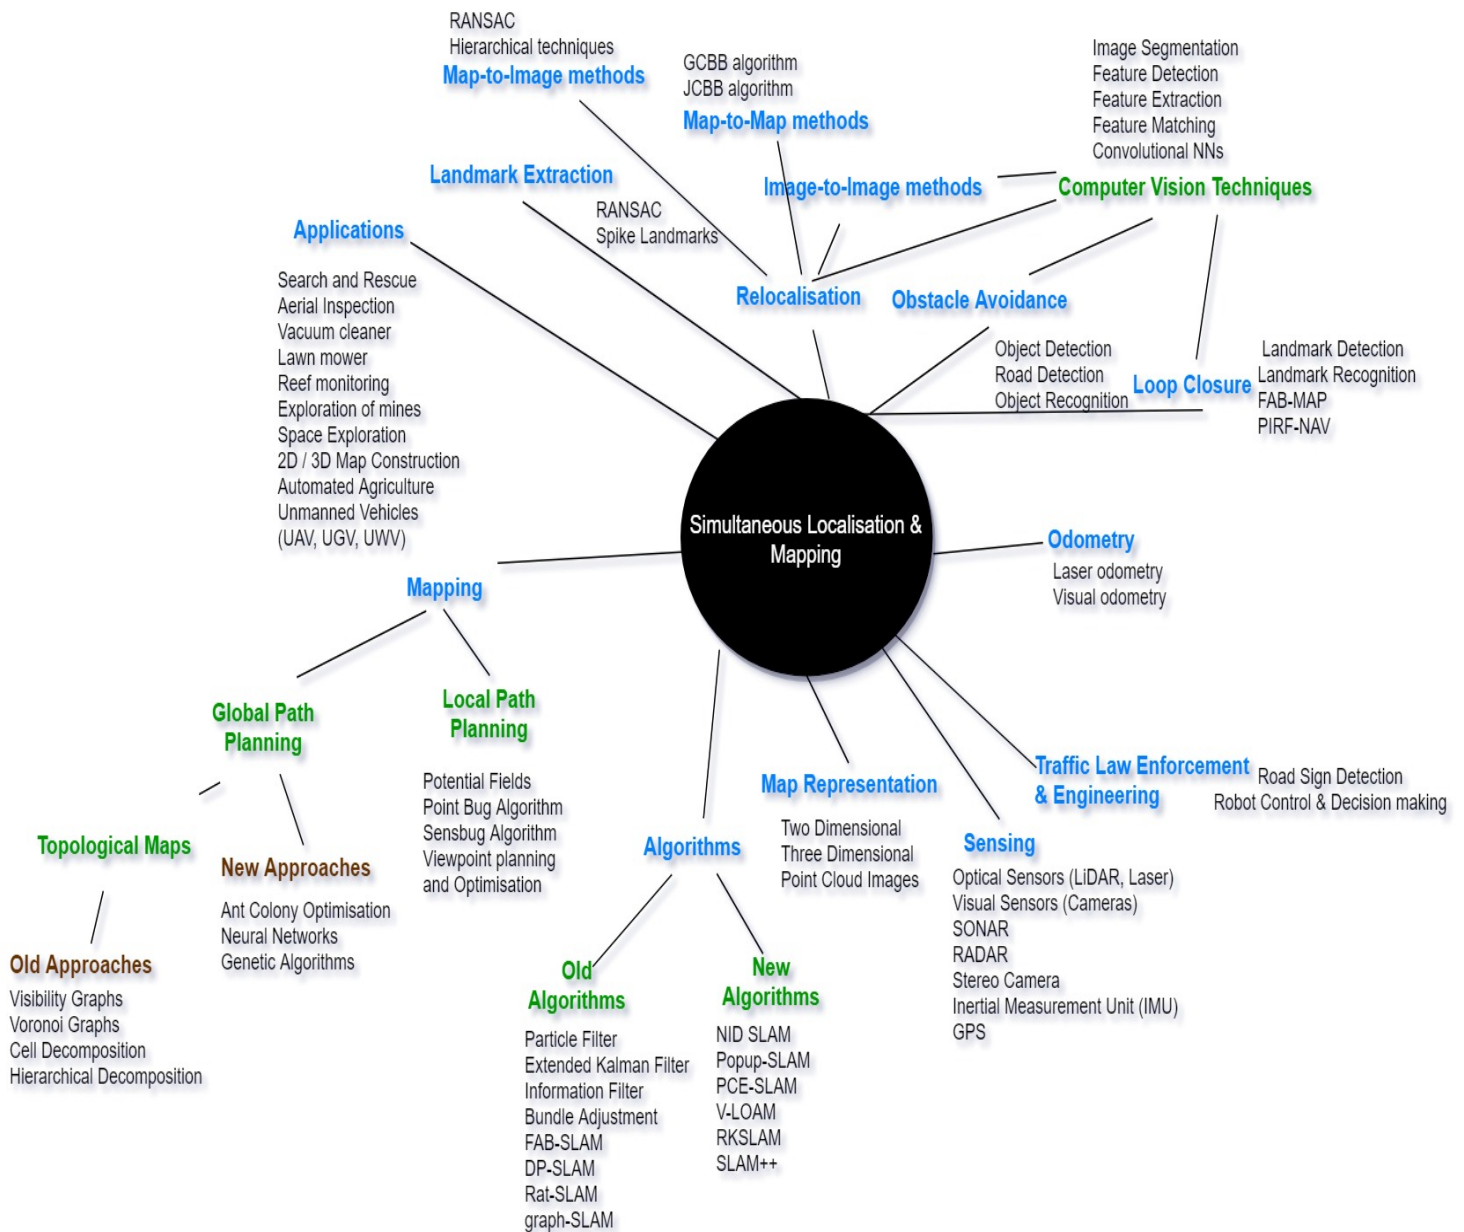 RANSAC
Hierarchical techniques
Map-to-Image methods
GCBB algorithm
JCBB algorithm
Map-to-Map methods
Image Segmentation
Feature Detection
Feature Extraction
Feature Matching
Convolutional NNs
Computer Vision Techniques
Image-to-Image methods
Landmark Extraction
RANSAC
Spike Landmarks
Applications
Search and Rescue
Aerial Inspection
Vacuum cleaner
Lawn mower
Reef monitoring
Exploration of mines
Space Exploration
2D / 3D Map Construction
Automated Agriculture
Unmanned Vehicles
(UAV, UGV, UWV)
Relocalisation
Obstacle Avoidance
Object Detection
Road Detection
Object Recognition
Loop Closure
Landmark Detection
Landmark Recognition
FAB-MAP
PIRF-NAV
Simultaneous Localisation &
Mapping
Odometry
Laser odometry
Visual odometry
Mapping
Global Path
Planning
Local Path
Planning
Potential Fields
Point Bug Algorithm
Sensbug Algorithm
Viewpoint planning
and Optimisation
Topological Maps
New Approaches
Ant Colony Optimisation
Neural Networks
Genetic Algorithms
Old Approaches
Visibility Graphs
Voronoi Graphs
Cell Decomposition
Hierarchical Decomposition
Algorithms
Old
Algorithms
Particle Filter
Extended Kalman Filter
Information Filter
Bundle Adjustment
FAB-SLAM
DP-SLAM
Rat-SLAM
graph-SLAM
New
Algorithms
NID SLAM
Popup-SLAM
PCE-SLAM
V-LOAM
RKSLAM
SLAM++
Map Representation
Two Dimensional
Three Dimensional
Point Cloud Images
Traffic Law Enforcement
& Engineering
Road Sign Detection
Robot Control & Decision making
Sensing
Optical Sensors (LiDAR, Laser)
Visual Sensors (Cameras)
SONAR
RADAR
Stereo Camera
Inertial Measurement Unit (IMU)
GPS